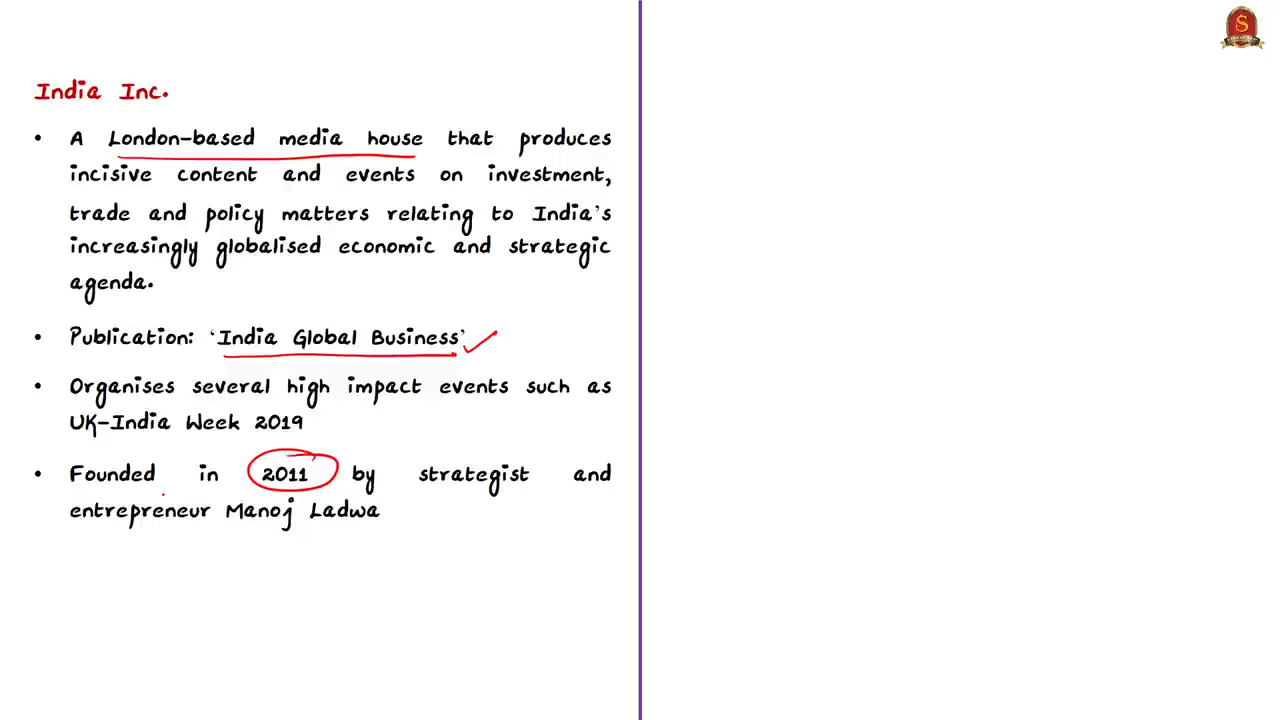 India Inc.
• A London-based media house that produces
incisive content and events on investment,
trade and policy matters relating to India's
increasingly globalised economic and strategic
agenda.
• Publication: 'India Global Business'
• Organises several high impact events such as
UK-India Week 2019
• Founded in 2011 by strategist and
entrepreneur Manoj Ladwa
S